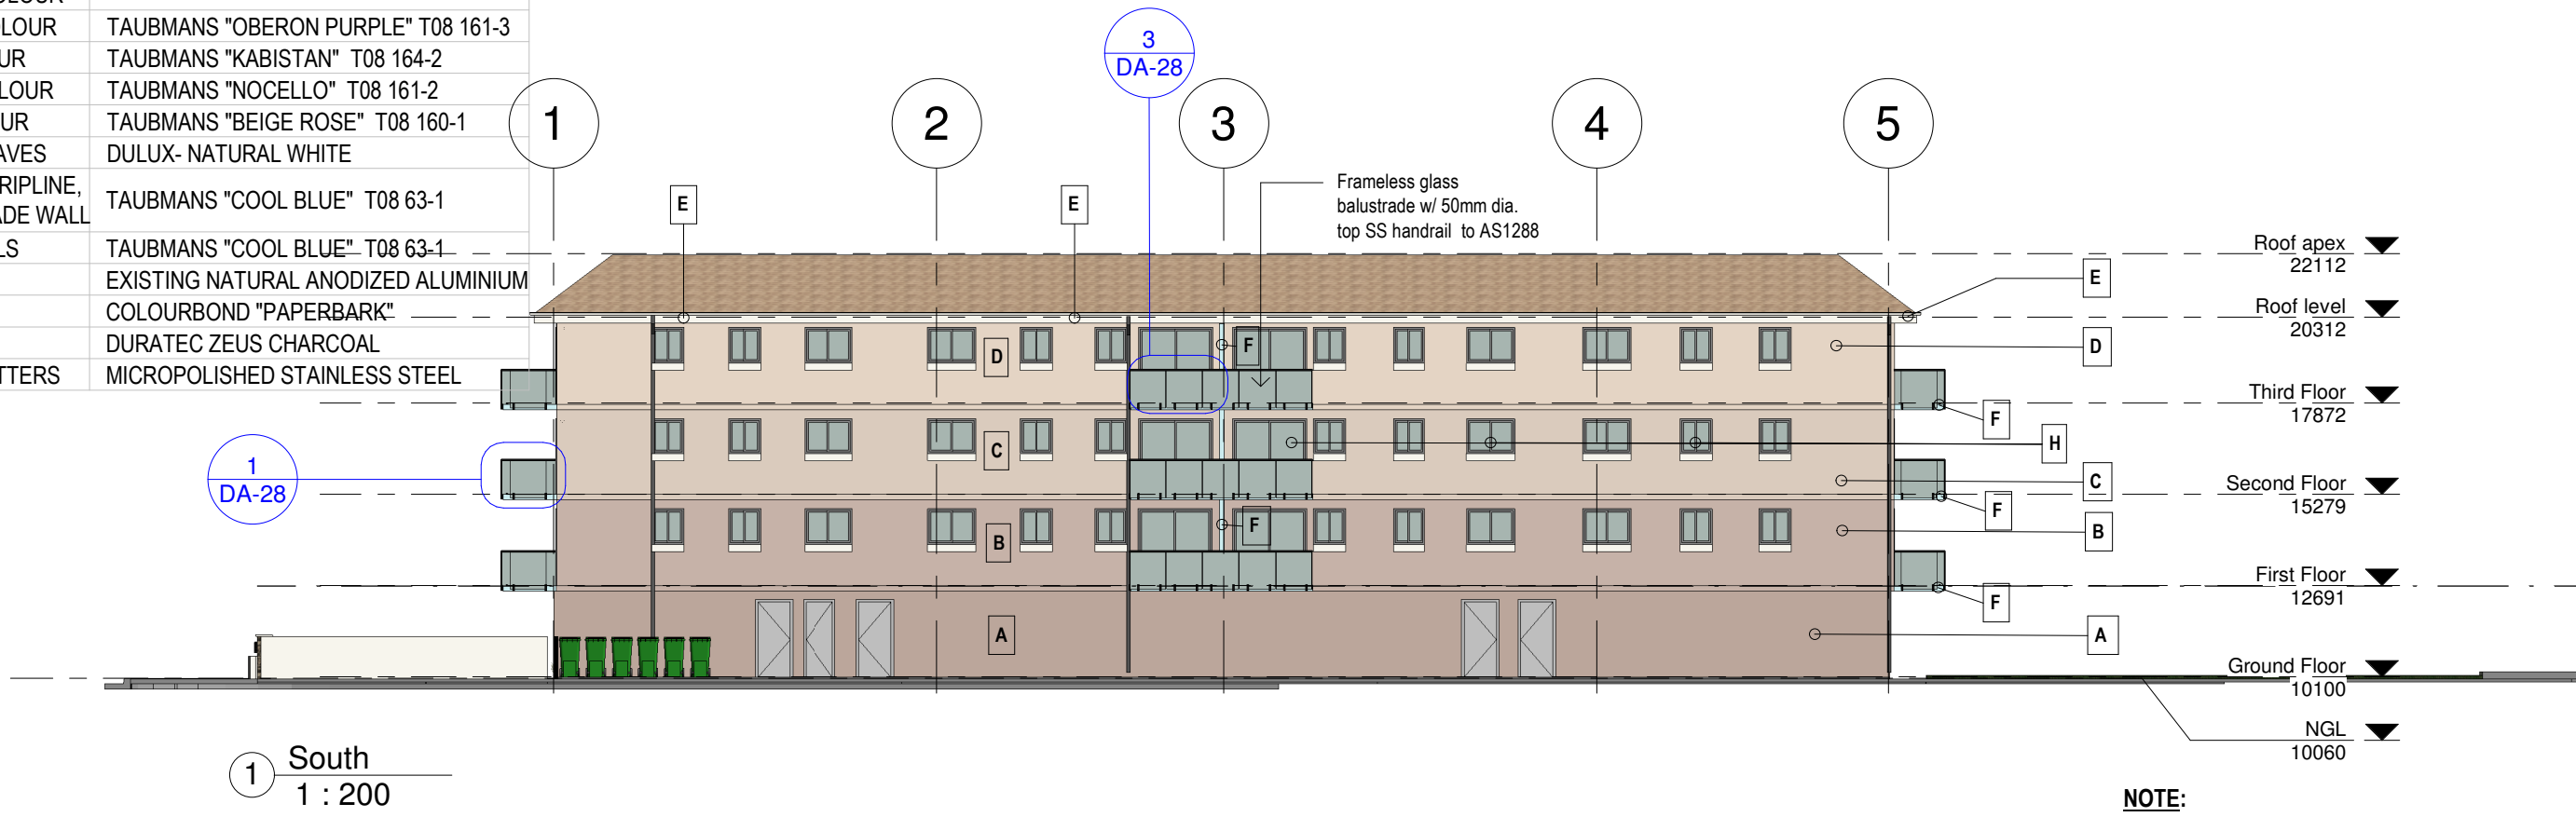 OLOUR TAUBMANS "OBERON PURPLE" T08 161-3
UR TAUBMANS "KABISTAN" T08 164-2
LOUR TAUBMANS "NOCELLO" T08 161-2
UR TAUBMANS "BEIGE ROSE" T08 160-1
AVES DULUX- NATURAL WHITE
RIPLINE,
ADE WALL TAUBMANS "COOL BLUE" T08 63-1
LS TAUBMANS "COOL BLUE" T08 63-1
EXISTING NATURAL ANODIZED ALUMINIUM
COLOURBOND "PAPERBARK"
DURATEC ZEUS CHARCOAL
TTERS MICROPOLISHED STAINLESS STEEL
3
DA-28
1 2 3 4 5
E E
Frameless glass
balustrade w/ 50mm dia.
top SS handrail to AS1288
Roof apex
22112
E
Roof level
20312
D F D
Third Floor
17872
F
C H
1
DA-28
C
Second Floor
15279
F
B F B
First Floor
12691
F
A A
Ground Floor
10100
NGL
10060
1 South
1 : 200
NOTE: